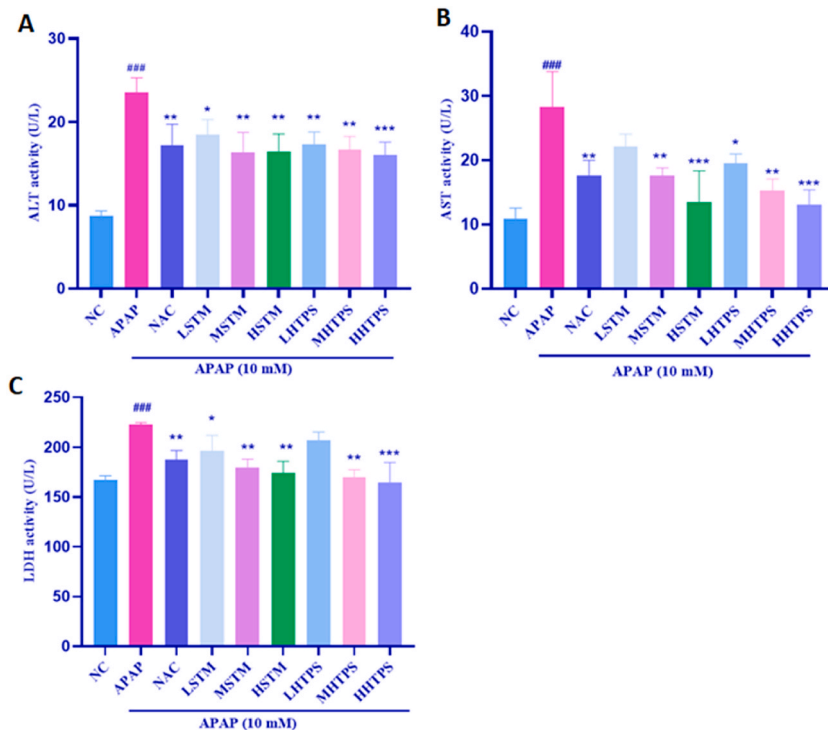 A
ALT activity (U/L)
30
20
10
0
###
**
*
**
**
**
**
***
NC
APAP
NAC
LSTM
MSTM
HSTM
LHTPS
MHTPS
HHTPS
APAP (10 mM)
B
AST activity (U/L)
40
30
20
10
0
###
**
**
***
*
**
***
NC
APAP
NAC
LSTM
MSTM
HSTM
LHTPS
MHTPS
HHTPS
APAP (10 mM)
C
LDH activity (U/L)
250
200
150
100
50
0
###
**
*
**
**
**
***
NC
APAP
NAC
LSTM
MSTM
HSTM
LHTPS
MHTPS
HHTPS
APAP (10 mM)